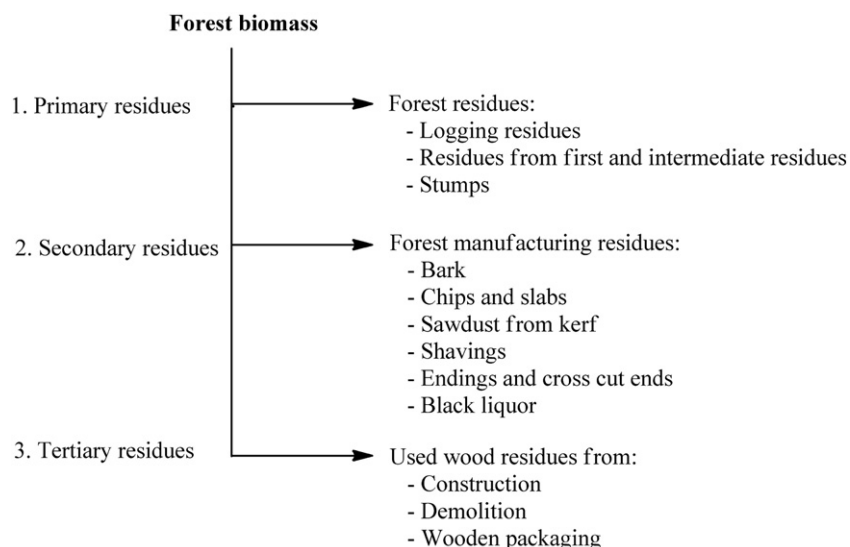 Forest biomass
1. Primary residues
Forest residues:
- Logging residues
- Residues from first and intermediate residues
- Stumps
2. Secondary residues
Forest manufacturing residues:
- Bark
- Chips and slabs
- Sawdust from kerf
- Shavings
- Endings and cross cut ends
- Black liquor
3. Tertiary residues
Used wood residues from:
- Construction
- Demolition
- Wooden packaging